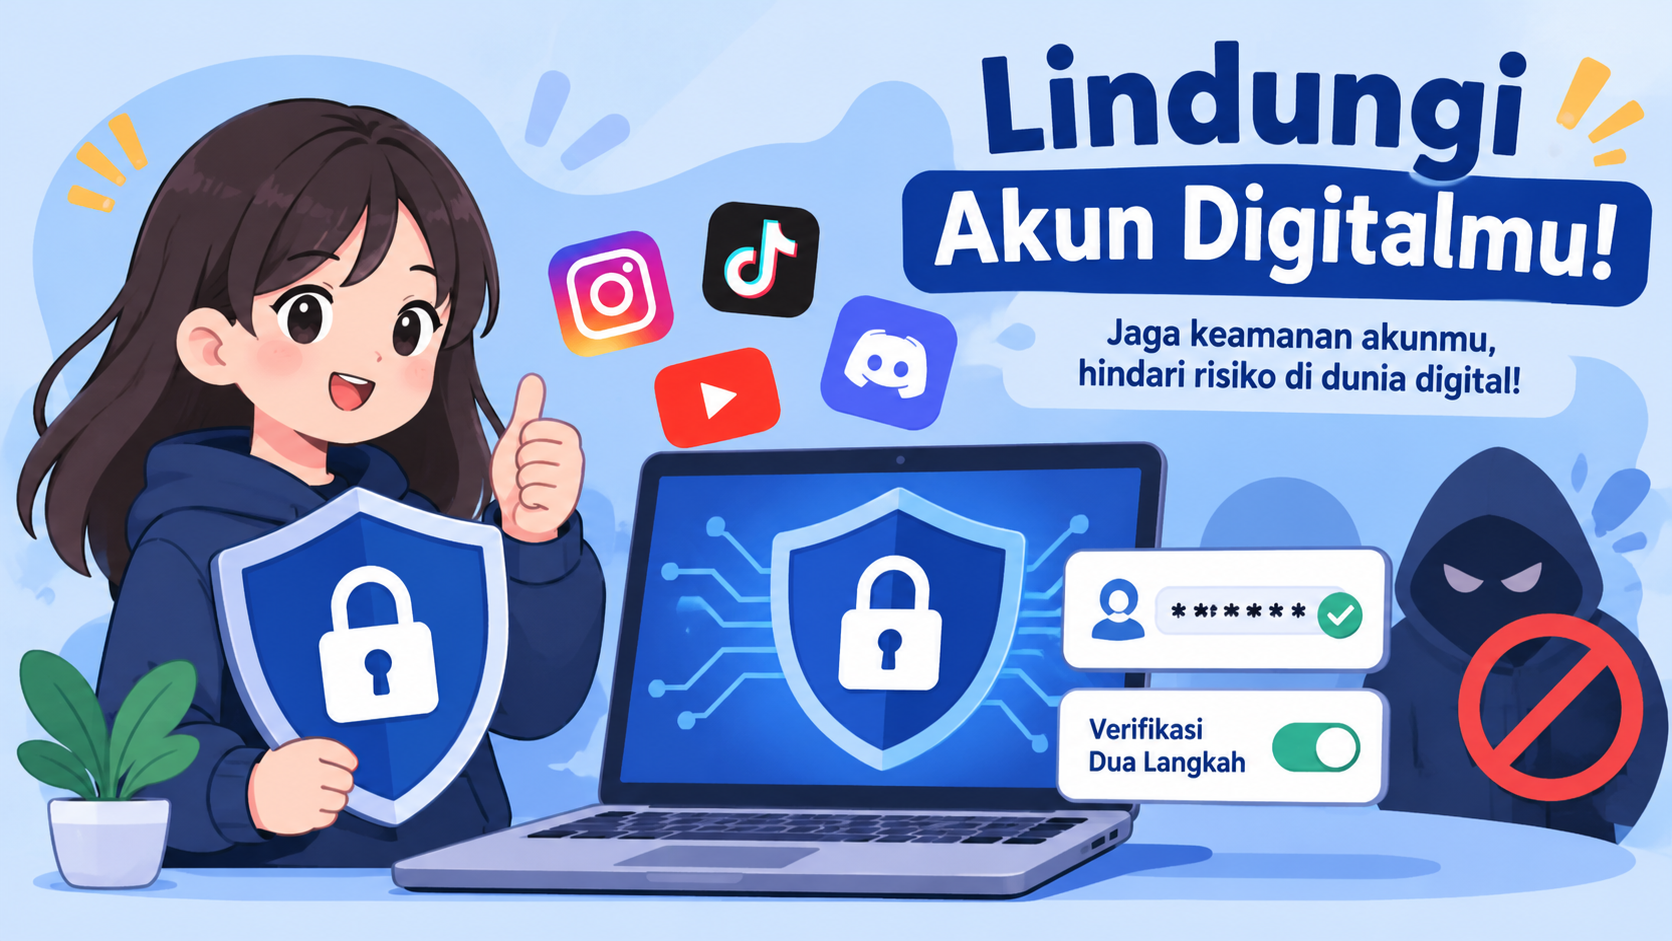 Lindungi
Akun Digitalmu!
Jaga keamanan akunmu,
hindari risiko di dunia digital!
*******
Verifikasi
Dua Langkah